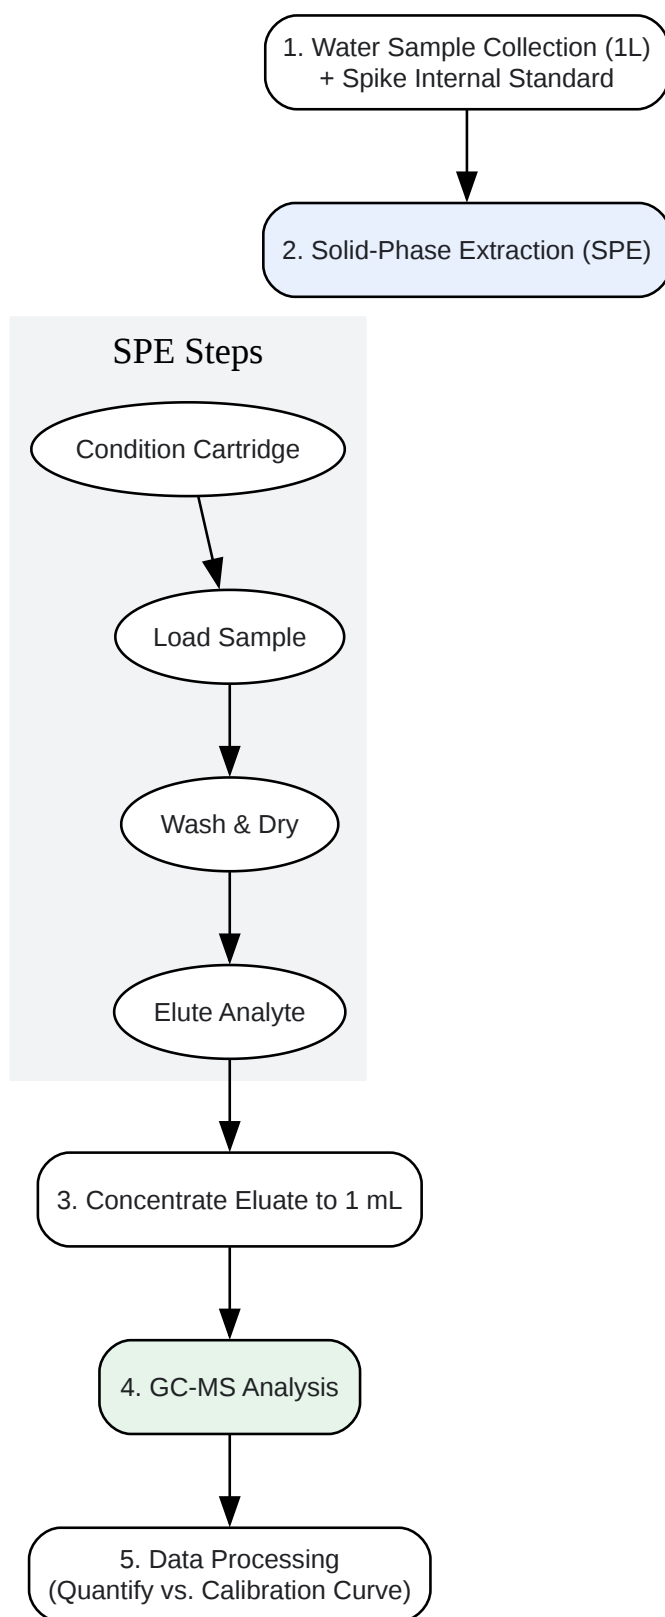 1. Water Sample Collection (1L)
+ Spike Internal Standard
2. Solid-Phase Extraction (SPE)
SPE Steps
Condition Cartridge
Load Sample
Wash & Dry
Elute Analyte
3. Concentrate Eluate to 1 mL
4. GC-MS Analysis
5. Data Processing
(Quantify vs. Calibration Curve)